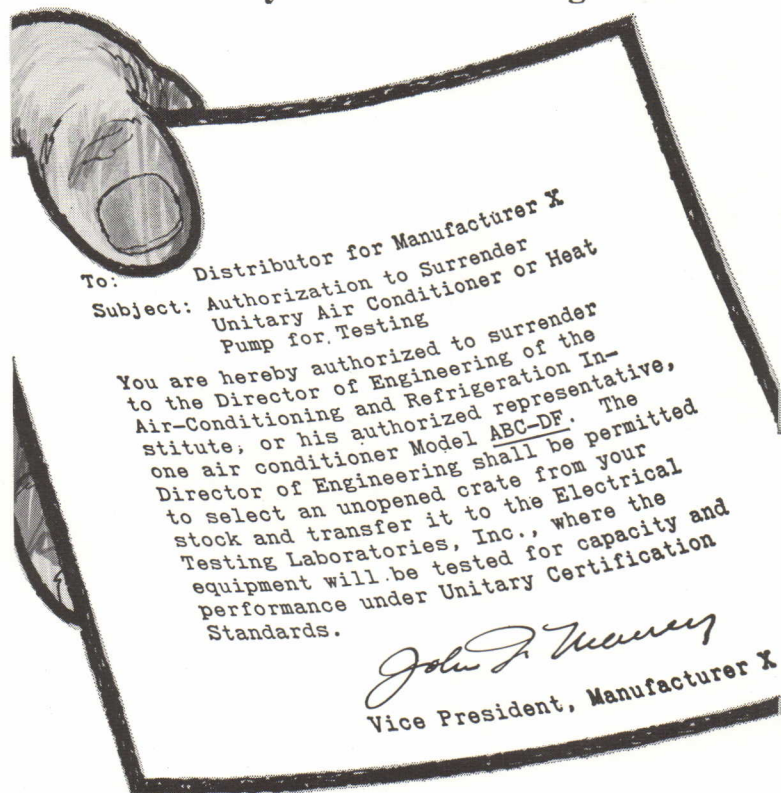 To: Distributor for Manufacturer X
Subject: Authorization to Surrender
Unitary Air Conditioner or Heat
Pump for Testing
You are hereby authorized to surrender
to the Director of Engineering of the
Air-Conditioning and Refrigeration In-
stitute, or his authorized representative,
one air conditioner Model ABC-DF. The
Director of Engineering shall be permitted
to select an unopened crate from your
stock and transfer it to the Electrical
Testing Laboratories, Inc., where the
equipment will be tested for capacity and
performance under Unitary Certification
Standards.
Vice President, Manufacturer X